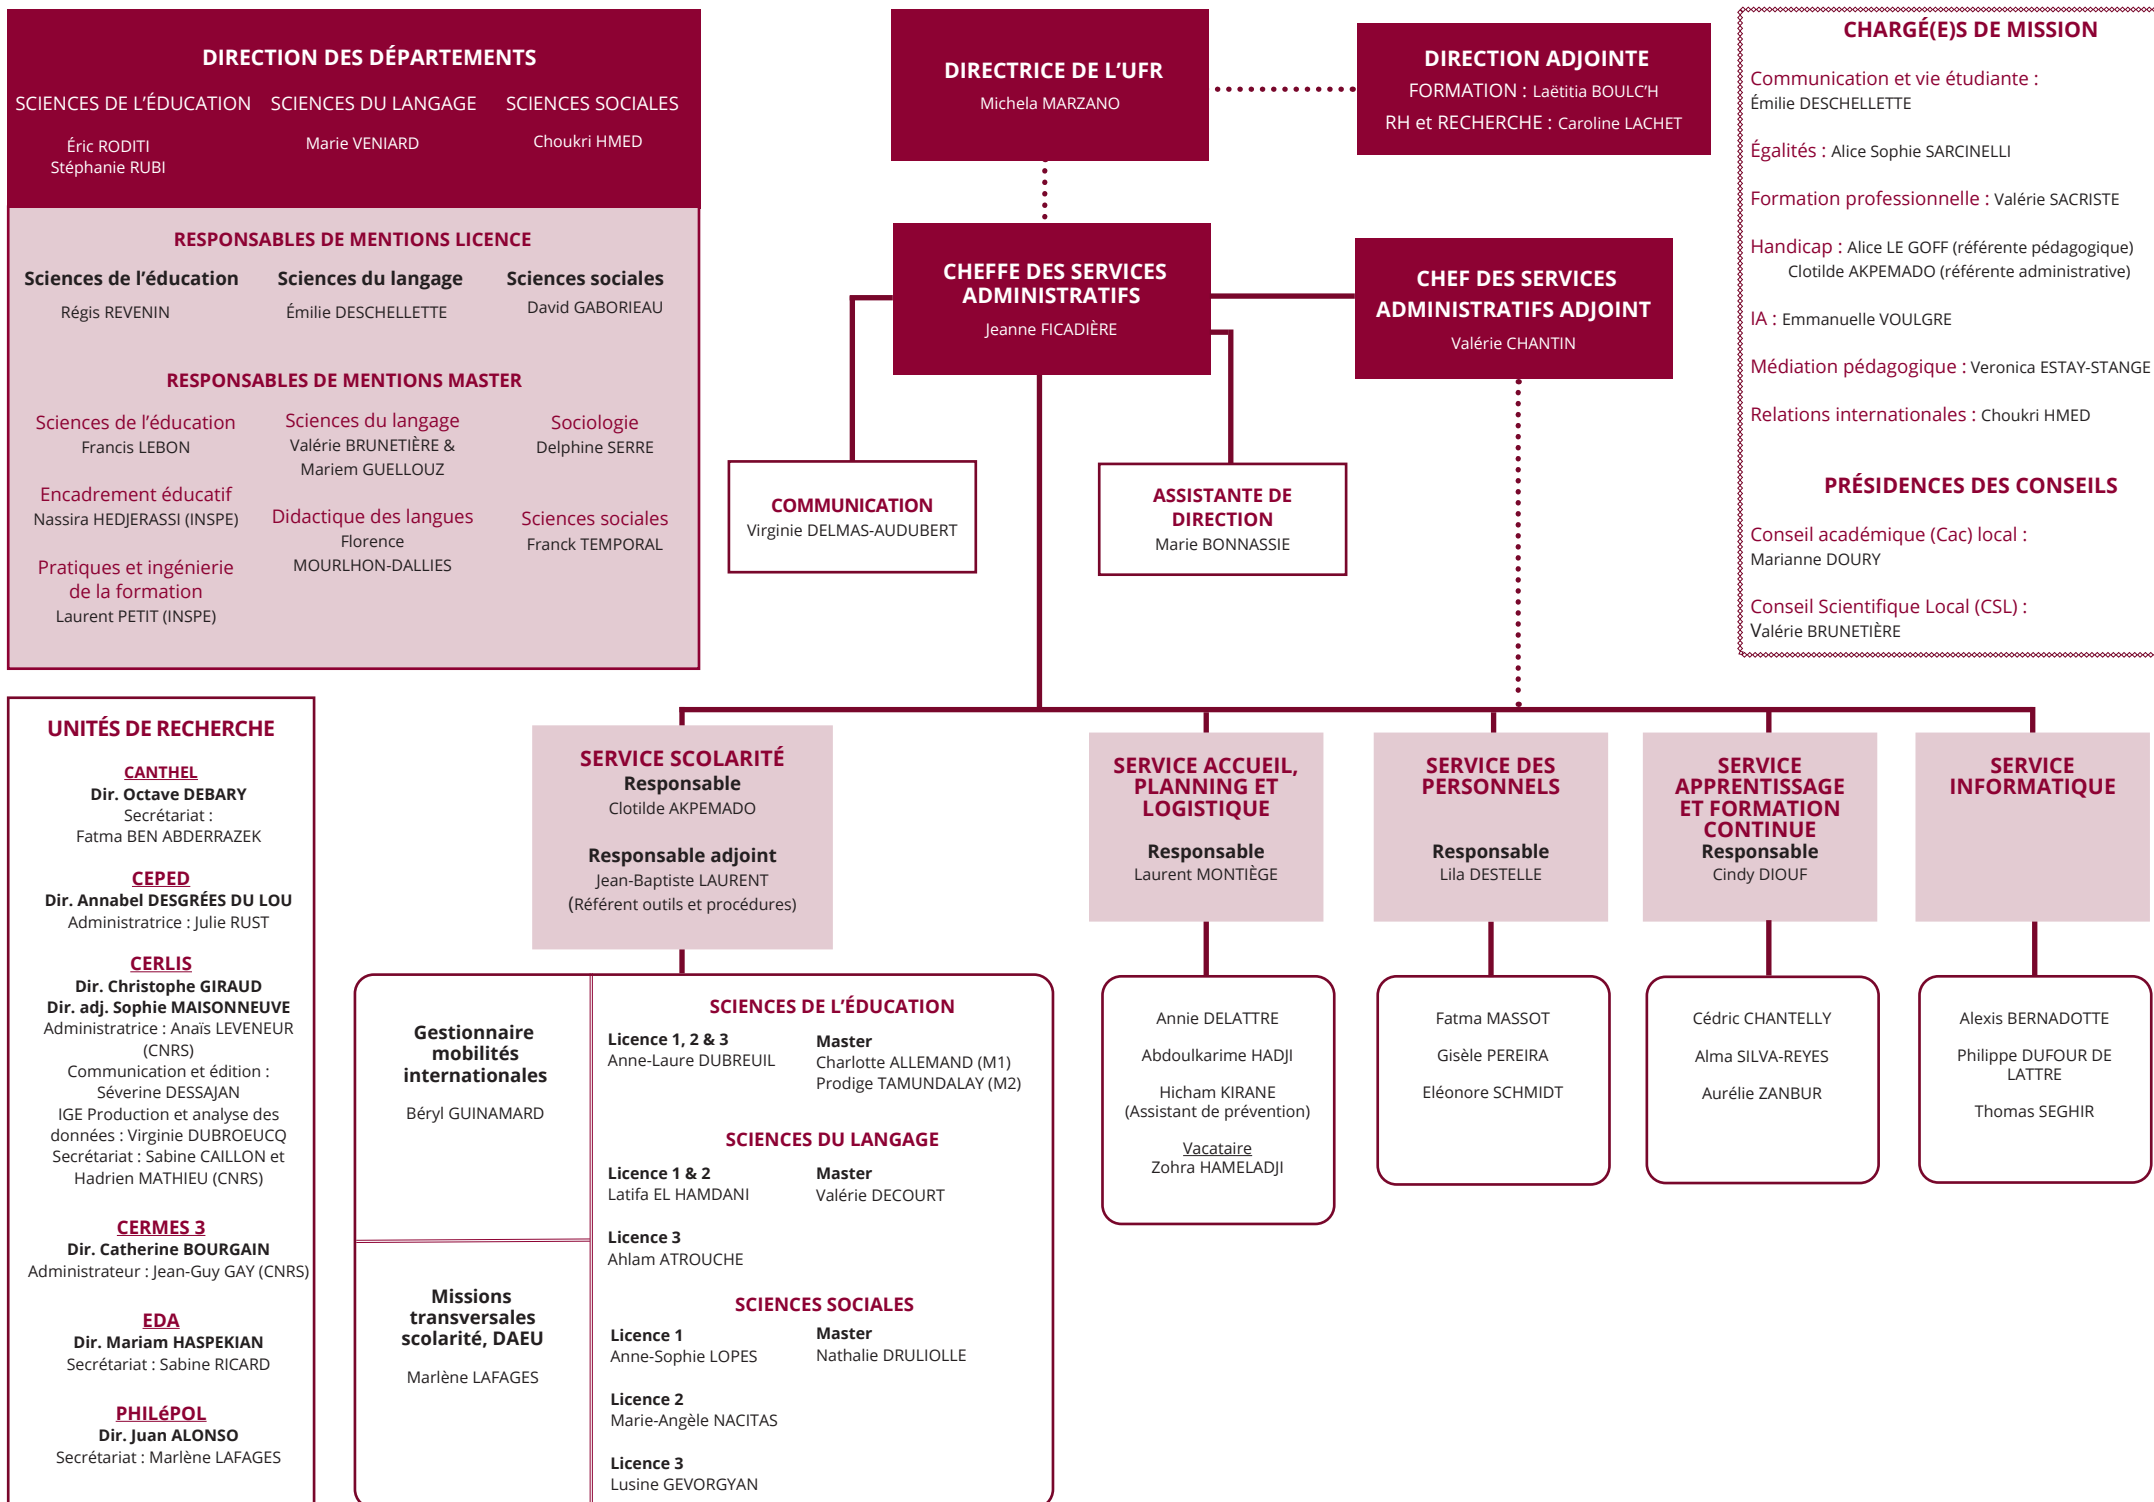 DIRECTION DES DÉPARTEMENTS
SCIENCES DE L'ÉDUCATION
Éric RODITI
Stéphanie RUBI
SCIENCES DU LANGAGE
Marie VENIARD
SCIENCES SOCIALES
Choukri HMED
RESPONSABLES DE MENTIONS LICENCE
Sciences de l'éducation
Régis REVENIN
Sciences du langage
Émilie DESCHELLETTE
Sciences sociales
David GABORIEAU
RESPONSABLES DE MENTIONS MASTER
Sciences de l'éducation
Francis LEBON
Encadrement éducatif
Nassira HEDJERASSI (INSPE)
Pratiques et ingénierie
de la formation
Laurent PETIT (INSPE)
Sciences du langage
Valérie BRUNETIÈRE &
Mariem GUELLOUZ
Didactique des langues
Florence
MOURLHON-DALLIES
Sociologie
Delphine SERRE
Sciences sociales
Franck TEMPORAL
DIRECTRICE DE L'UFR
Michela MARZANO
DIRECTION ADJOINTE
FORMATION : Laëtitia BOULC'H
RH et RECHERCHE : Caroline LACHET
CHEFFE DES SERVICES
ADMINISTRATIFS
Jeanne FICADIÈRE
CHEF DES SERVICES
ADMINISTRATIFS ADJOINT
Valérie CHANTIN
COMMUNICATION
Virginie DELMAS-AUDUBERT
ASSISTANTE DE
DIRECTION
Marie BONNASSIE
CHARGÉ(E)S DE MISSION
Communication et vie étudiante :
Émilie DESCHELLETTE
Égalités : Alice Sophie SARCINELLI
Formation professionnelle : Valérie SACRISTE
Handicap : Alice LE GOFF (référente pédagogique)
Clotilde AKPEMADO (référente administrative)
IA : Emmanuelle VOULGRE
Médiation pédagogique : Veronica ESTAY-STANGE
Relations internationales : Choukri HMED
PRÉSIDENCES DES CONSEILS
Conseil académique (Cac) local :
Marianne DOURY
Conseil Scientifique Local (CSL) :
Valérie BRUNETIÈRE
UNITÉS DE RECHERCHE
CANTHEL
Dir. Octave DEBARY
Secrétariat :
Fatma BEN ABDERRAZEK
CEPED
Dir. Annabel DESGRÉES DU LOU
Administratrice : Julie RUST
CERLIS
Dir. Christophe GIRAUD
Dir. adj. Sophie MAISONNEUVE
Administratrice : Anaïs LEVENEUR
(CNRS)
Communication et édition :
Séverine DESSAJAN
IGE Production et analyse des
données : Virginie DUBROEUCQ
Secrétariat : Sabine CAILLON et
Hadrien MATHIEU (CNRS)
CERMES 3
Dir. Catherine BOURGAIN
Administrateur : Jean-Guy GAY (CNRS)
EDA
Dir. Mariam HASPEKIAN
Secrétariat : Sabine RICARD
PHILéPOL
Dir. Juan ALONSO
Secrétariat : Marlène LAFAGES
SERVICE SCOLARITÉ
Responsable
Clotilde AKPEMADO
Responsable adjoint
Jean-Baptiste LAURENT
(Référent outils et procédures)
Gestionnaire
mobilités
internationales
Béryl GUINAMARD
Missions
transversales
scolarité, DAEU
Marlène LAFAGES
SCIENCES DE L'ÉDUCATION
Licence 1, 2 & 3
Anne-Laure DUBREUIL
Master
Charlotte ALLEMAND (M1)
Prodige TAMUNDALAY (M2)
SCIENCES DU LANGAGE
Licence 1 & 2
Latifa EL HAMDANI
Master
Valérie DECOURT
Licence 3
Ahlam ATROUCHE
SCIENCES SOCIALES
Licence 1
Anne-Sophie LOPES
Master
Nathalie DRULIOLLE
Licence 2
Marie-Angèle NACITAS
Licence 3
Lusine GEVORGYAN
SERVICE ACCUEIL,
PLANNING ET
LOGISTIQUE
Responsable
Laurent MONTIÈGE
Annie DELATTRE
Abdoulkarime HADJI
Hicham KIRANE
(Assistant de prévention)
Vacataire
Zohra HAMELADJI
SERVICE DES
PERSONNELS
Responsable
Lila DESTELLE
Fatma MASSOT
Gisèle PEREIRA
Eléonore SCHMIDT
SERVICE
APPRENTISSAGE
ET FORMATION
CONTINUE
Responsable
Cindy DIOUF
Cédric CHANTELLY
Alma SILVA-REYES
Aurélie ZANBUR
SERVICE
INFORMATIQUE
Alexis BERNADOTTE
Philippe DUFOUR DE
LATTRE
Thomas SEGHIR